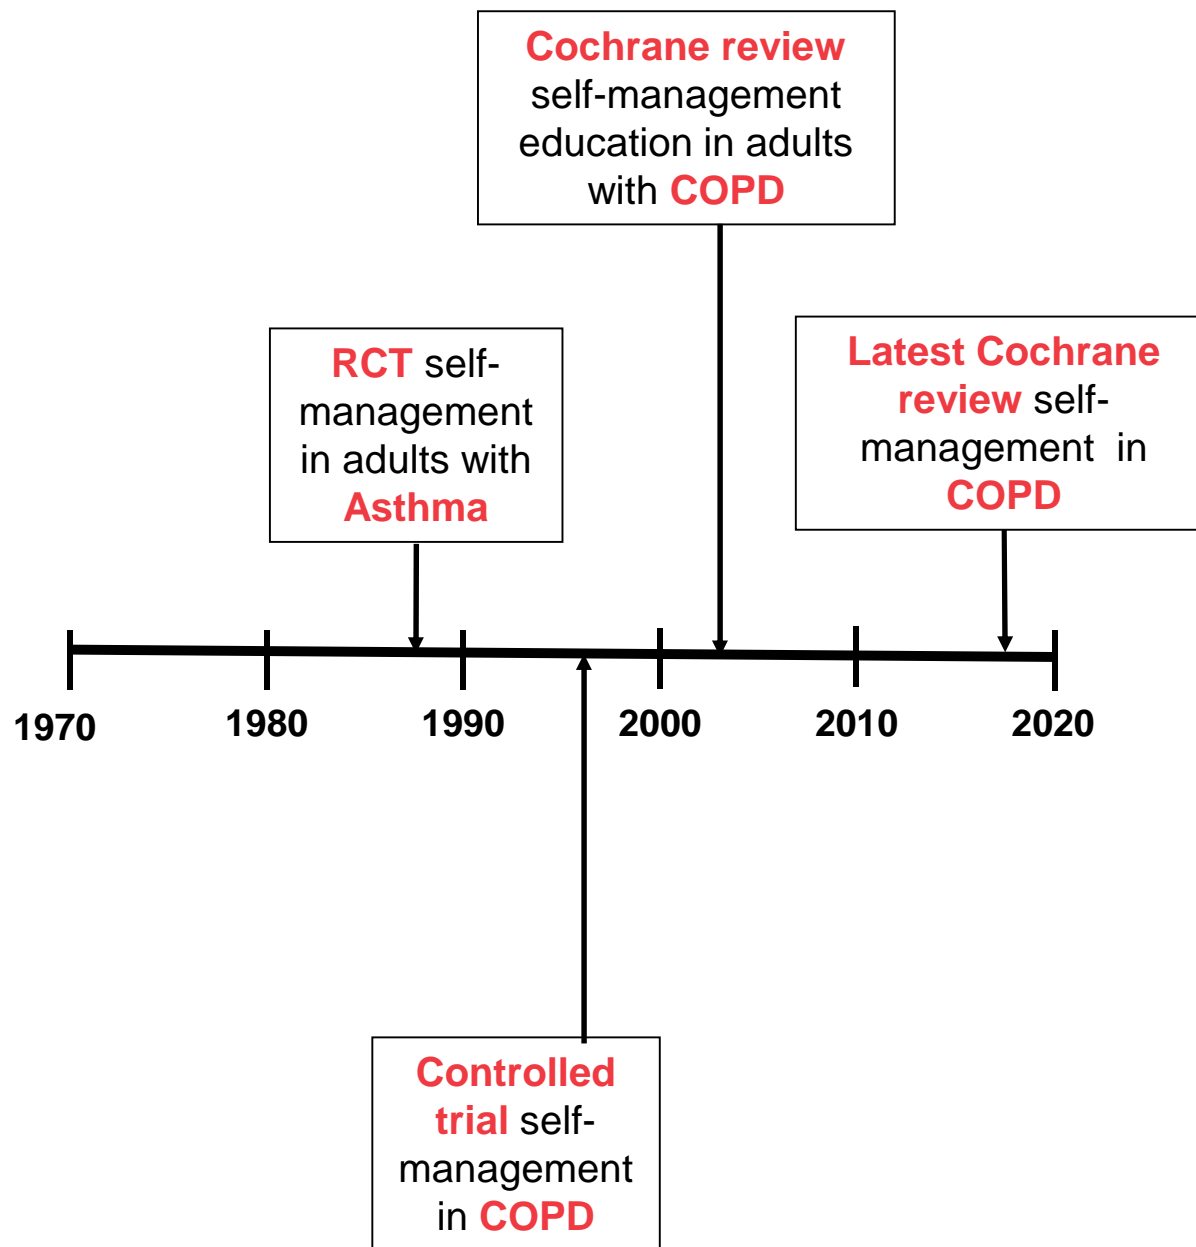 Cochrane review
self-management
education in adults
with COPD
RCT self-
management
in adults with
Asthma
Latest Cochrane
review self-
management in
COPD
1970
1980
1990
2000
2010
2020
Controlled
trial self-
management
in COPD